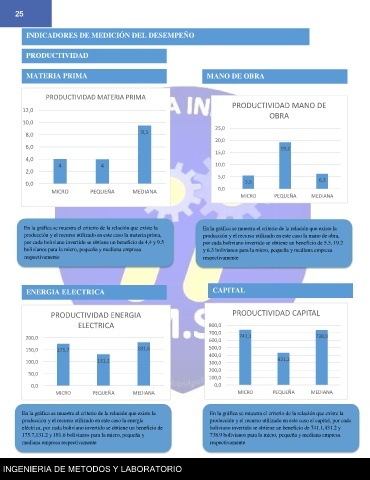 25
INDICADORES DE MEDICIÓN DEL DESEMPEÑO
PRODUCTIVIDAD
MATERIA PRIMA
PRODUCTIVIDAD MATERIA PRIMA
12,0
10,0
8,0
6,0
4,0
2,0
0,0
4
4
9,5
MICRO PEQUEÑA MEDIANA
En la gráfica se muestra el criterio de la relación que existe la
producción y el recurso utilizado en este caso la materia prima,
por cada boliviano invertido se obtiene un beneficio de 4,4 y 9.5
bolivianos para la micro, pequeña y mediana empresa
respectivamente
MANO DE OBRA
PRODUCTIVIDAD MANO DE
OBRA
25,0
20,0
15,0
10,0
5,0
0,0
5,5
19,2
6,3
MICRO PEQUEÑA MEDIANA
En la gráfica se muestra el criterio de la relación que existe la
producción y el recurso utilizado en este caso la mano de obra,
por cada boliviano invertido se obtiene un beneficio de 5.5, 19.2
y 6.3 bolivianos para la micro, pequeña y mediana empresa
respectivamente
ENERGIA ELECTRICA
PRODUCTIVIDAD ENERGIA
ELECTRICA
200,0
150,0
100,0
50,0
0,0
175,7
131,2
181,6
MICRO PEQUEÑA MEDIANA
En la gráfica se muestra el criterio de la relación que existe la
producción y el recurso utilizado en este caso la energía
eléctrica, por cada boliviano invertido se obtiene un beneficio de
175.7,131.2 y 181.6 bolivianos para la micro, pequeña y
mediana empresa respectivamente
CAPITAL
PRODUCTIVIDAD CAPITAL
800,0
700,0
600,0
500,0
400,0
300,0
200,0
100,0
0,0
741,1
431,2
738,9
MICRO PEQUEÑA MEDIANA
En la gráfica se muestra el criterio de la relación que existe la
producción y el recurso utilizado en este caso el capital, por cada
boliviano invertido se obtiene un beneficio de 741.1,431.2 y
738.9 bolivianos para la micro, pequeña y mediana empresa
respectivamente
INGENIERIA DE METODOS Y LABORATORIO